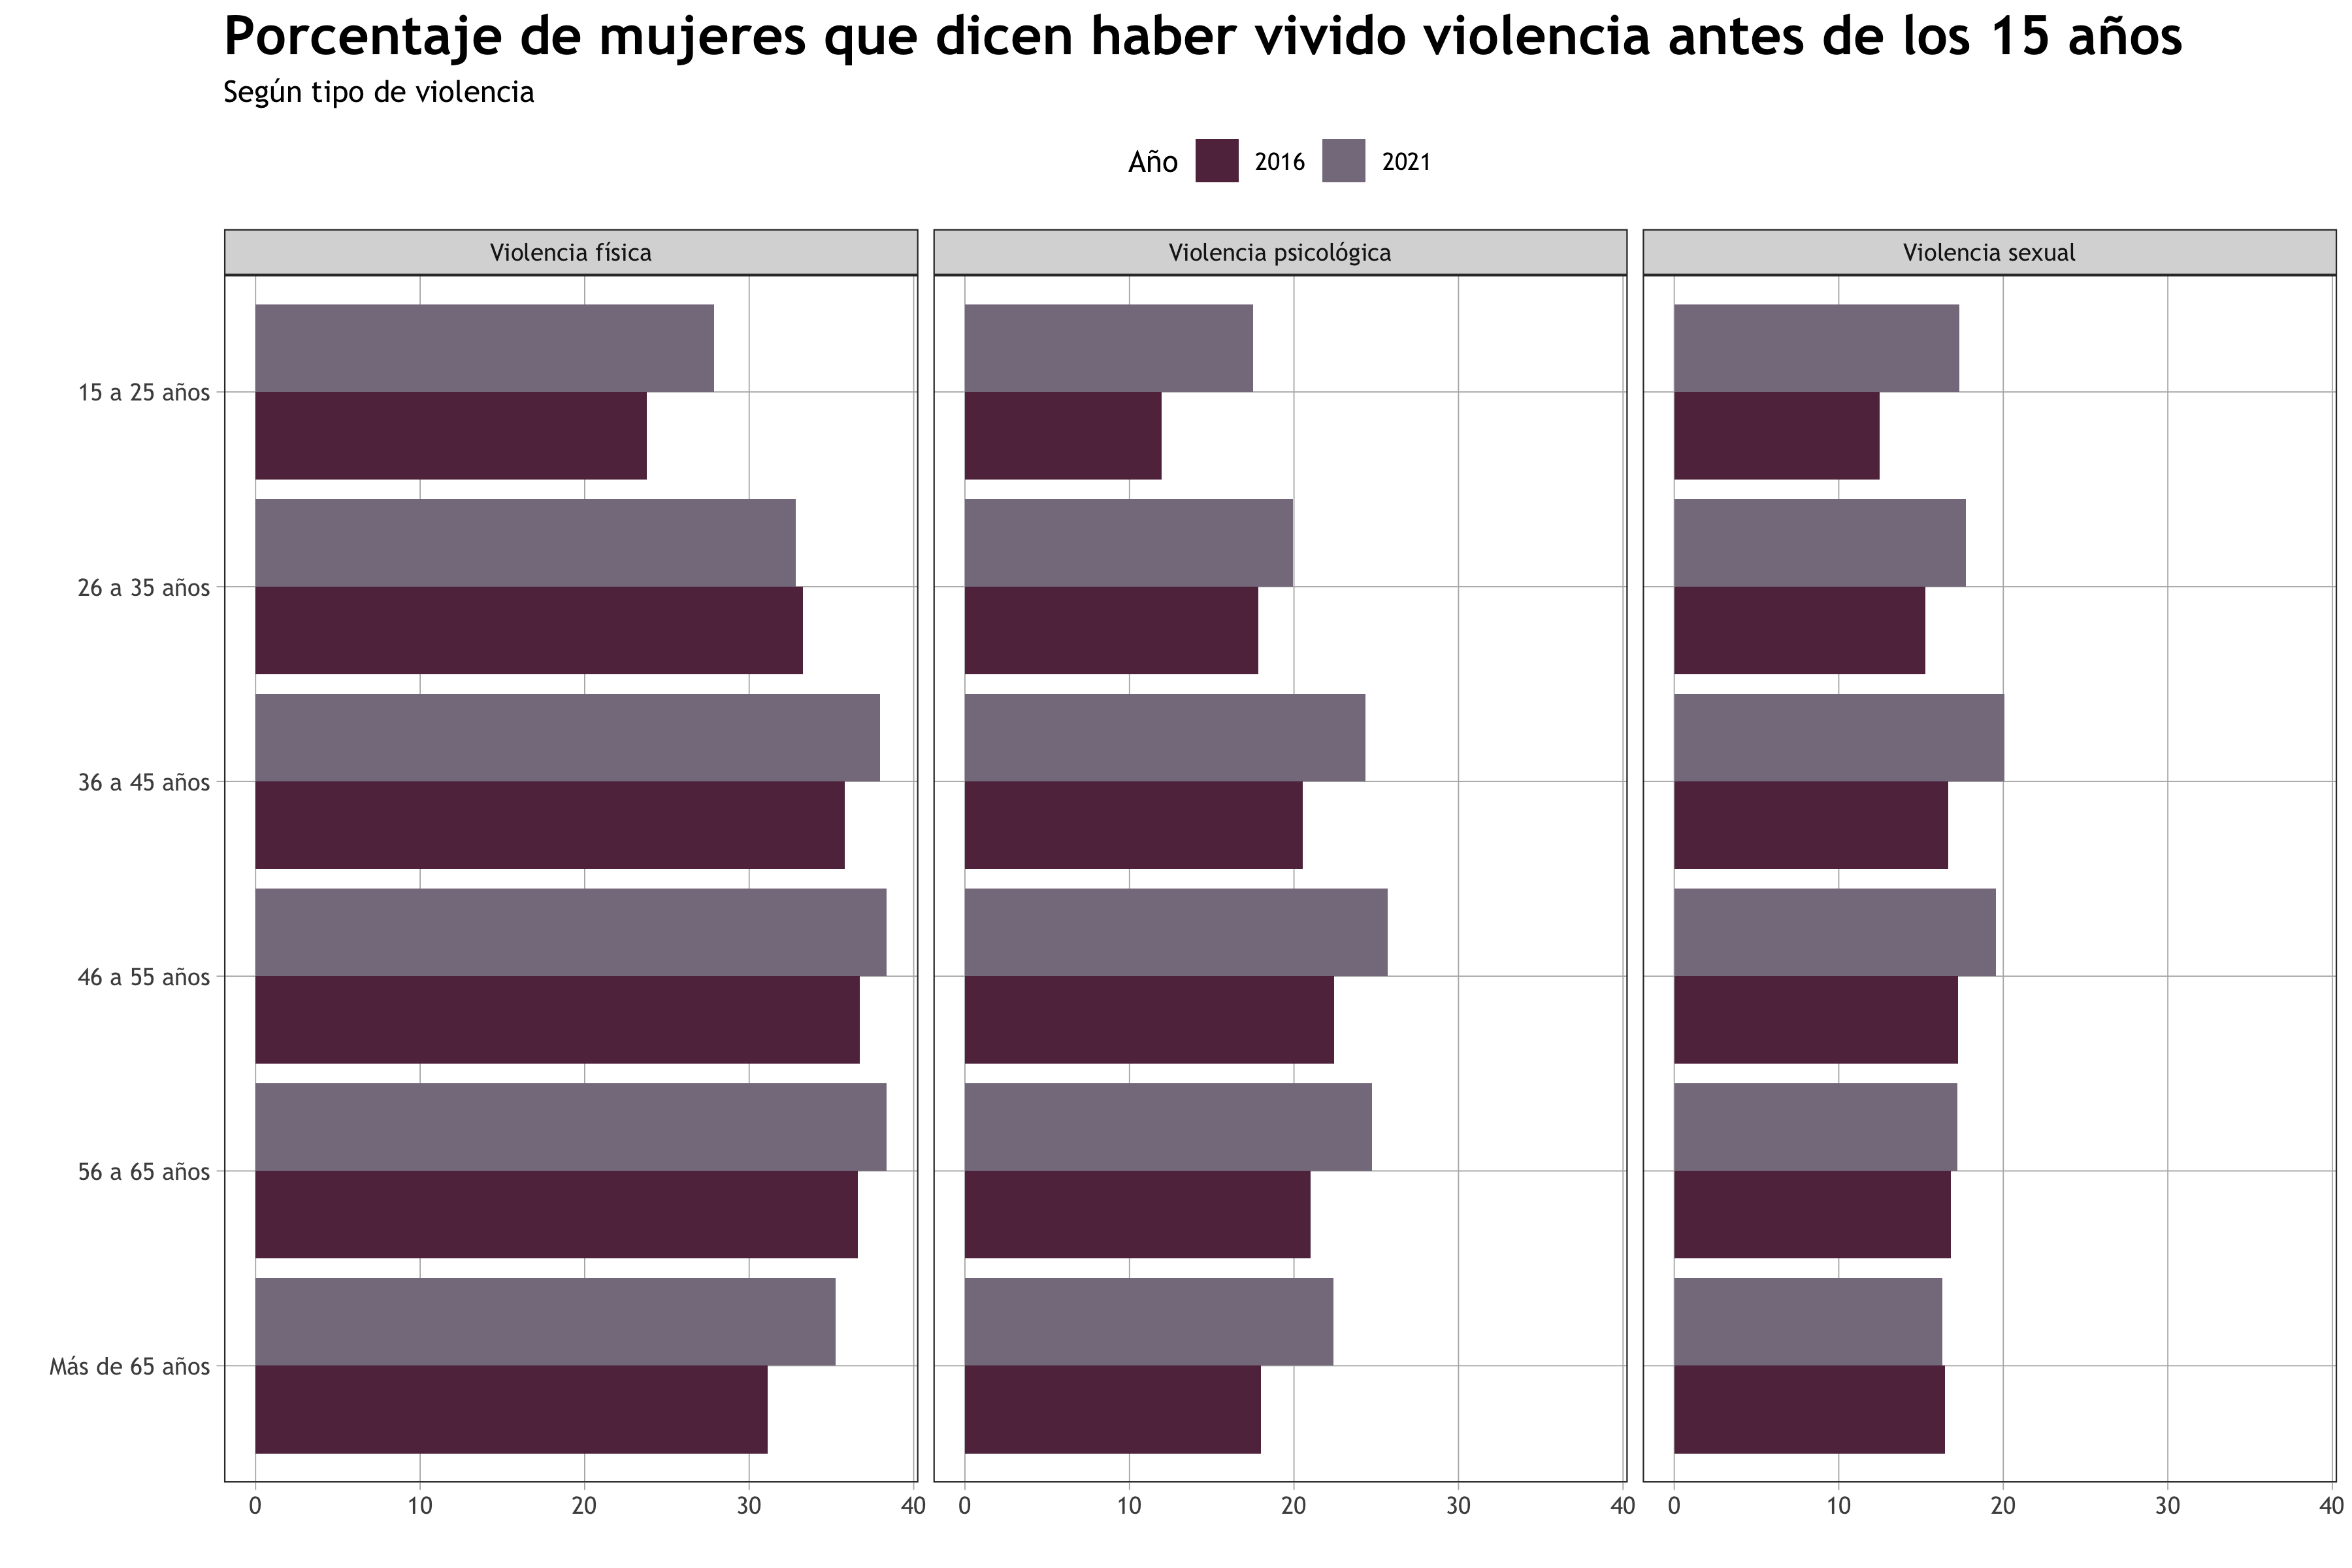 Porcentaje de mujeres que dicen haber vivido violencia antes de los 15 años
Según tipo de violencia
Año 2016 2021
Violencia física Violencia psicológica Violencia sexual
15 a 25 años
26 a 35 años
36 a 45 años
46 a 55 años
56 a 65 años
Más de 65 años
0 10 20 30 40 0 10 20 30 40 0 10 20 30 40